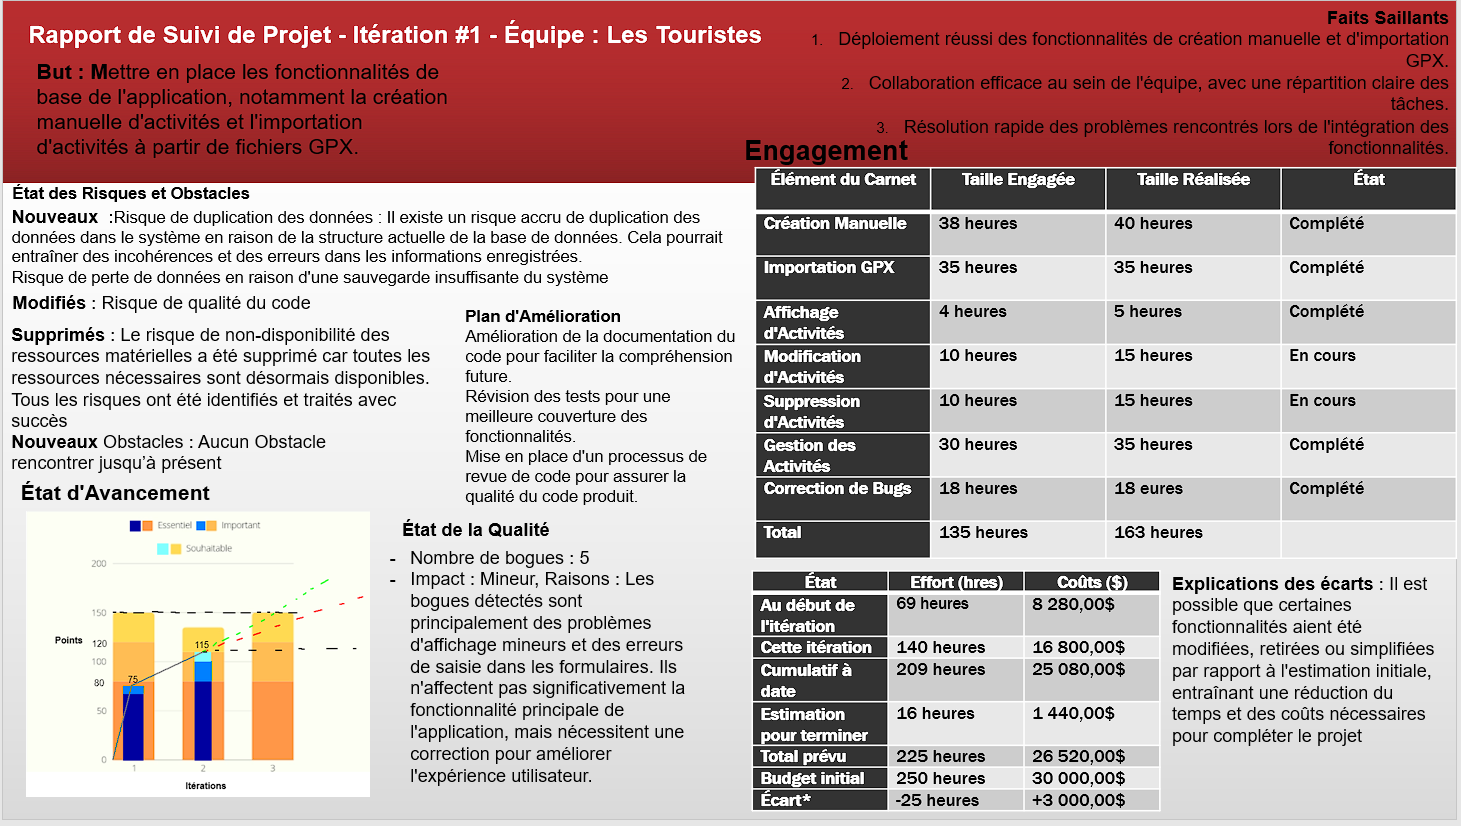 Rapport de Suivi de Projet - Itération #1 - Équipe : Les Touristes
But : Mettre en place les fonctionnalités de
base de l'application, notamment la création
manuelle d'activités et l'importation
d'activités à partir de fichiers GPX.
Faits Saillants
1. Déploiement réussi des fonctionnalités de création manuelle et d'importation
GPX.
2. Collaboration efficace au sein de l'équipe, avec une répartition claire des
tâches.
3. Résolution rapide des problèmes rencontrés lors de l'intégration des
fonctionnalités.
État des Risques et Obstacles
Nouveaux :Risque de duplication des données : Il existe un risque accru de duplication des
données dans le système en raison de la structure actuelle de la base de données. Cela pourrait
entraîner des incohérences et des erreurs dans les informations enregistrées.
Risque de perte de données en raison d'une sauvegarde insuffisante du système
Modifiés : Risque de qualité du code
Supprimés : Le risque de non-disponibilité des
ressources matérielles a été supprimé car toutes les
ressources nécessaires sont désormais disponibles.
Tous les risques ont été identifiés et traités avec
succès
Nouveaux Obstacles : Aucun Obstacle
rencontrer jusqu'à présent
Plan d'Amélioration
Amélioration de la documentation du
code pour faciliter la compréhension
future.
Révision des tests pour une
meilleure couverture des
fonctionnalités.
Mise en place d'un processus de
revue de code pour assurer la
qualité du code produit.
État d'Avancement
Essentiel Important
Souhaitable
200
150
Points
120
115
100
80
75
50
0
1 2 3
Itérations
État de la Qualité
- Nombre de bogues : 5
- Impact : Mineur, Raisons : Les
bogues détectés sont
principalement des problèmes
d'affichage mineurs et des erreurs
de saisie dans les formulaires. Ils
n'affectent pas significativement la
fonctionnalité principale de
l'application, mais nécessitent une
correction pour améliorer
l'expérience utilisateur.
Engagement
Élément du Carnet Taille Engagée Taille Réalisée État
Création Manuelle 38 heures 40 heures Complété
Importation GPX 35 heures 35 heures Complété
Affichage
d'Activités 4 heures 5 heures Complété
Modification
d'Activités 10 heures 15 heures En cours
Suppression
d'Activités 10 heures 15 heures En cours
Gestion des
Activités 30 heures 35 heures Complété
Correction de Bugs 18 heures 18 eures Complété
Total 135 heures 163 heures
État Effort (hres) Coûts ($)
Au début de
l'itération 69 heures 8 280,00$
Cette itération 140 heures 16 800,00$
Cumulatif à
date 209 heures 25 080,00$
Estimation
pour terminer 16 heures 1 440,00$
Total prévu 225 heures 26 520,00$
Budget initial 250 heures 30 000,00$
Écart* -25 heures +3 000,00$
Explications des écarts : Il est
possible que certaines
fonctionnalités aient été
modifiées, retirées ou simplifiées
par rapport à l'estimation initiale,
entraînant une réduction du
temps et des coûts nécessaires
pour compléter le projet